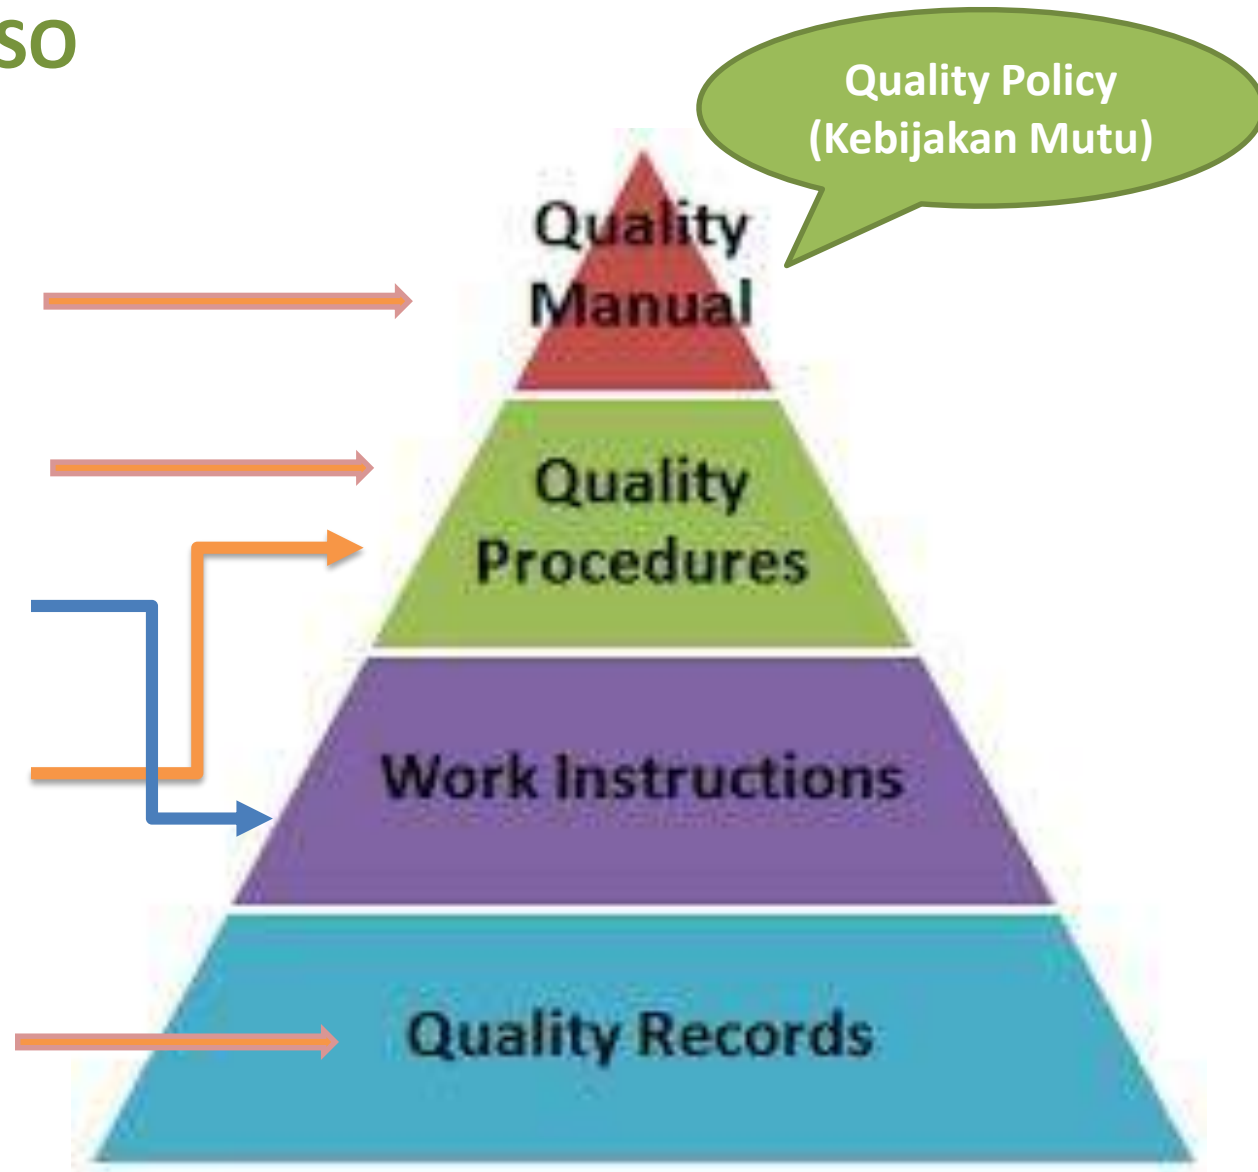 SO
Quality Policy
(Kebijakan Mutu)
Quality
Manual
Quality
Procedures
Work Instructions
Quality Records